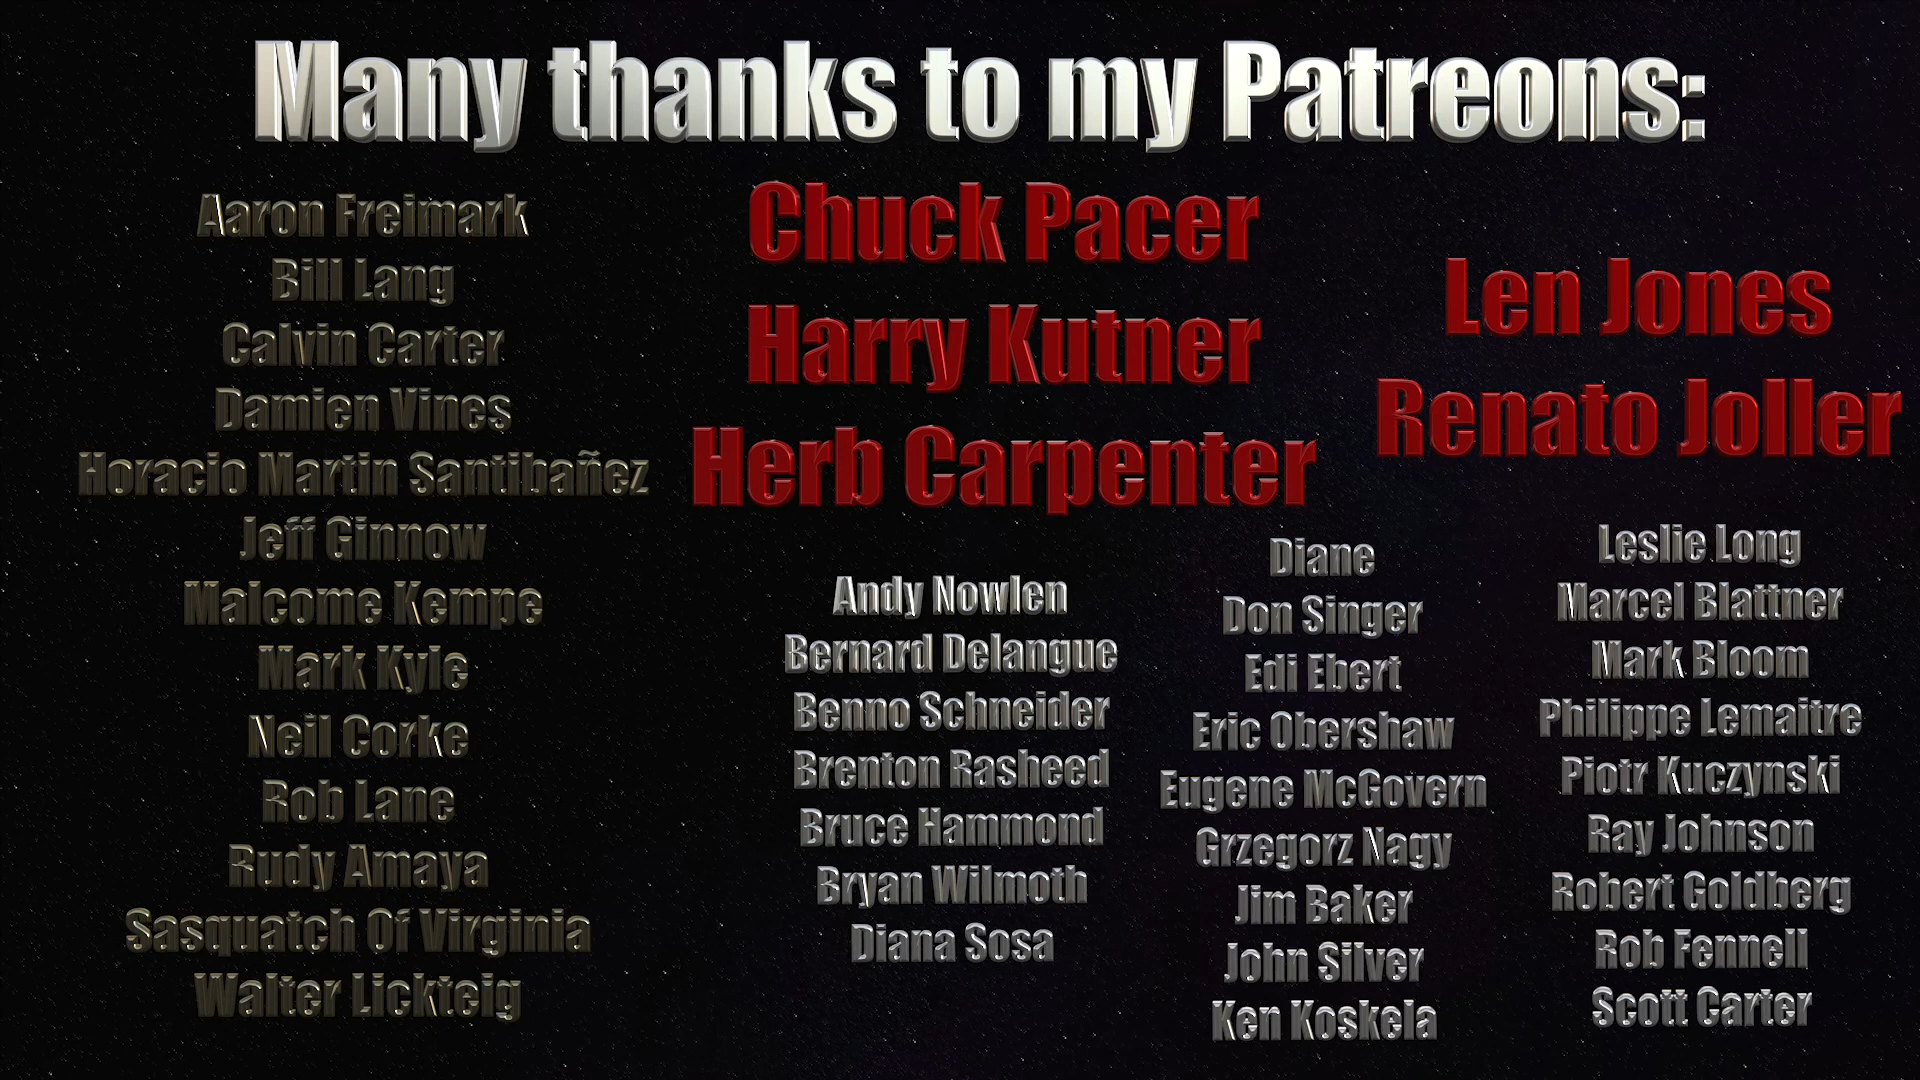 Many thanks to my Patreons:
Aaron Freimark
Bill Lang
Calvin Carter
Damien Vines
Horacio Martin Santibañez
Jeff Ginnow
Malcome Kempe
Mark Kyle
Neil Corke
Rob Lane
Rudy Amaya
Sasquatch Of Virginia
Walter Lickteig
Chuck Pacer
Harry Kutner
Herb Carpenter
Len Jones
Renato Joller
Andy Nowlen
Bernard Delangue
Benno Schneider
Brenton Rasheed
Bruce Hammond
Bryan Wilmoth
Diana Sosa
Diane
Don Singer
Edi Ebert
Eric Obershaw
Eugene McGovern
Grzegorz Nagy
Jim Baker
John Silver
Ken Koskela
Leslie Long
Marcel Blattner
Mark Bloom
Philippe Lemaitre
Piotr Kuczynski
Ray Johnson
Robert Goldberg
Rob Fennell
Scott Carter